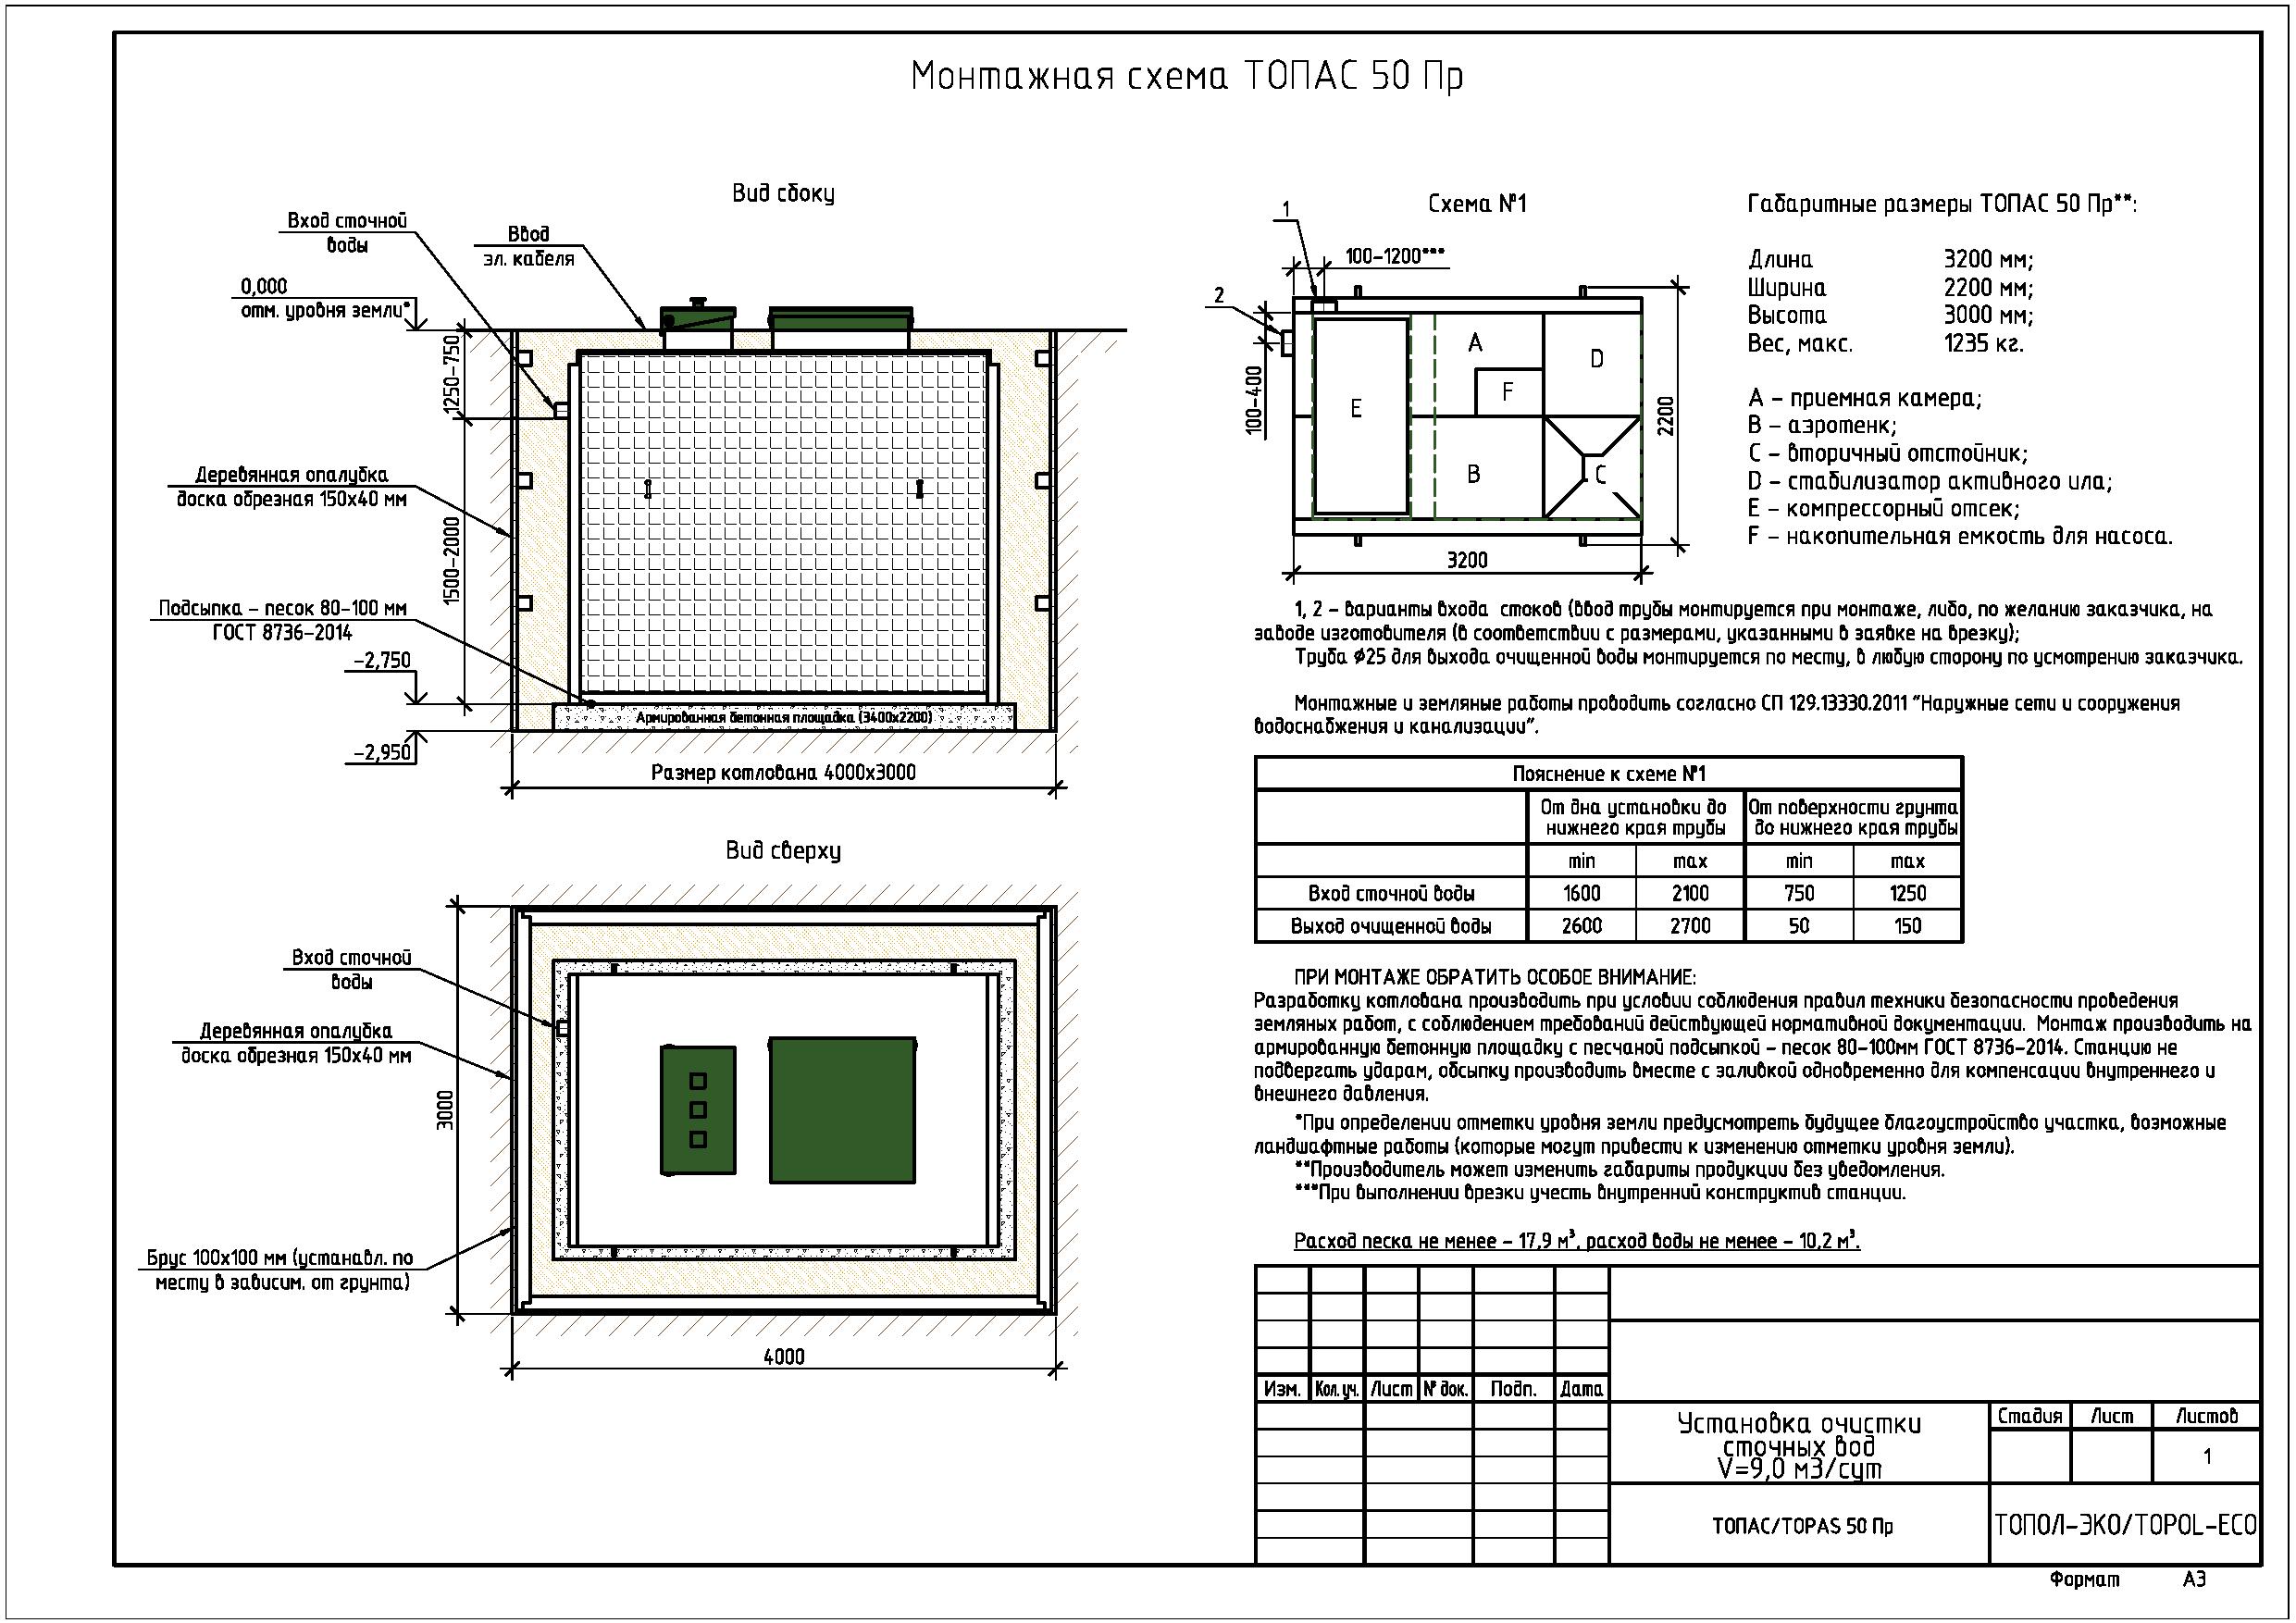 Монтажная схема ТОПАС 50 Пр
Вид сбоку
Вход сточной
воды
Ввод
эл. кабеля
0,000
отм. уровня земли*
1250-750
Деревянная опалубка
доска обрезная 150х40 мм
1500-2000
Подсыпка - песок 80-100 мм
ГОСТ 8736-2014
-2,750
Армированная бетонная площадка (3400х2200)
-2,950
Размер котлована 4000х3000
Вид сверху
Вход сточной
воды
Деревянная опалубка
доска обрезная 150х40 мм
3000
Брус 100х100 мм (устанавл. по
месту в зависим. от грунта)
4000
Схема №1
1
100-1200***
2
100-400
A
D
F
E
B
C
2200
3200
Габаритные размеры ТОПАС 50 Пр**:
Длина 3200 мм;
Ширина 2200 мм;
Высота 3000 мм;
Вес, макс. 1235 кг.
A - приемная камера;
B - аэротенк;
C - вторичный отстойник;
D - стабилизатор активного ила;
E - компрессорный отсек;
F - накопительная емкость для насоса.
1, 2 - варианты входа стоков (ввод трубы монтируется при монтаже, либо, по желанию заказчика, на
заводе изготовителя (в соответствии с размерами, указанными в заявке на врезку);
Труба Ø25 для выхода очищенной воды монтируется по месту, в любую сторону по усмотрению заказчика.
Монтажные и земляные работы проводить согласно СП 129.13330.2011 "Наружные сети и сооружения
водоснабжения и канализации".
Пояснение к схеме №1
От дна установки до
нижнего края трубы
От поверхности грунта
до нижнего края трубы
min max min max
Вход сточной воды 1600 2100 750 1250
Выход очищенной воды 2600 2700 50 150
ПРИ МОНТАЖЕ ОБРАТИТЬ ОСОБОЕ ВНИМАНИЕ:
Разработку котлована производить при условии соблюдения правил техники безопасности проведения
земляных работ, с соблюдением требований действующей нормативной документации. Монтаж производить на
армированную бетонную площадку с песчаной подсыпкой - песок 80-100мм ГОСТ 8736-2014. Станцию не
подвергать ударам, обсыпку производить вместе с заливкой одновременно для компенсации внутреннего и
внешнего давления.
*При определении отметки уровня земли предусмотреть будущее благоустройство участка, возможные
ландшафтные работы (которые могут привести к изменению отметки уровня земли).
**Производитель может изменить габариты продукции без уведомления.
***При выполнении врезки учесть внутренний конструктив станции.
Расход песка не менее - 17,9 м³, расход воды не менее - 10,2 м³.
Изм. Кол.уч. Лист № док. Подп. Дата
Установка очистки
сточных вод
V=9,0 м3/сут
Стадия Лист Листов
1
ТОПАС/TOPAS 50 Пр
ТОПОЛ-ЭКО/TOPOL-ECO
Формат А3